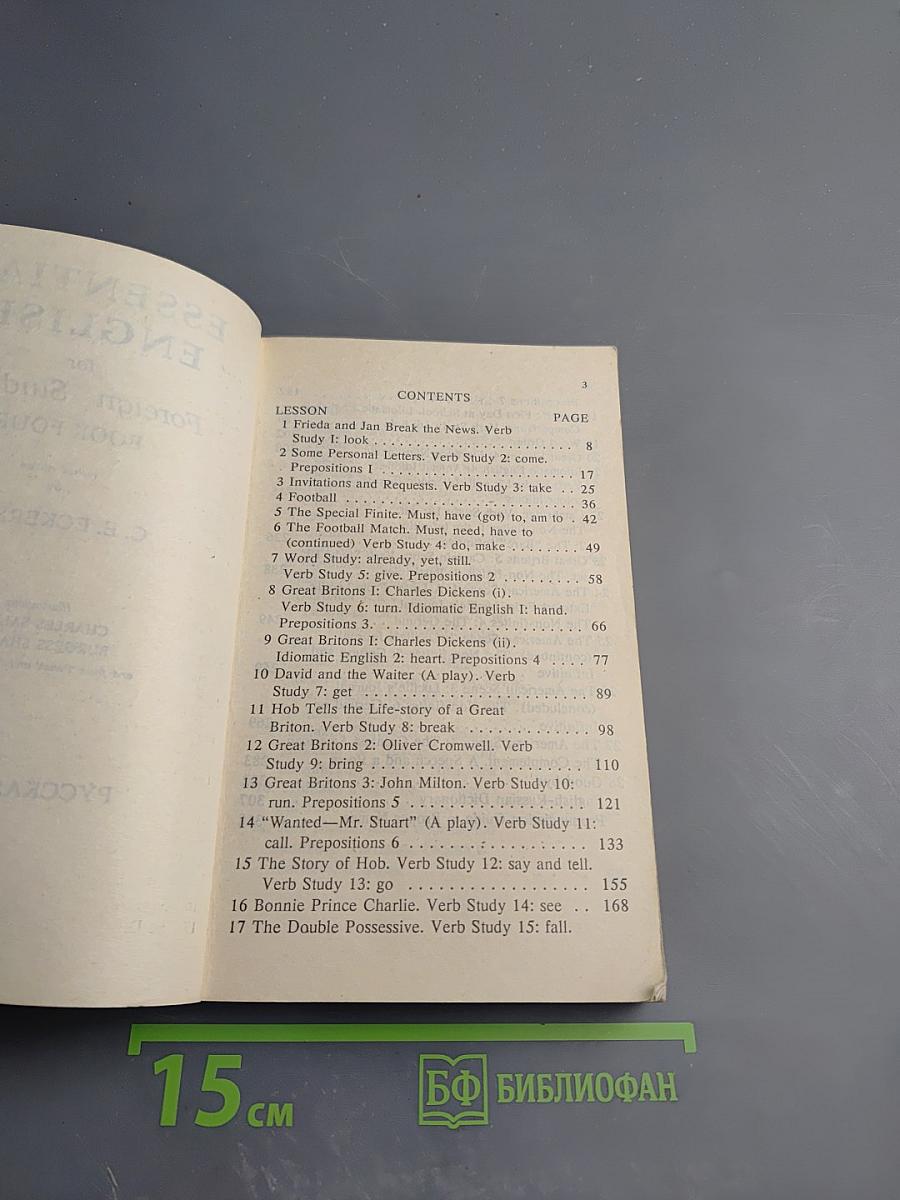 3
CONTENTS
LESSON PAGE
1 Frieda and Jan Break the News. Verb
Study I: look . . . . . . . . . . . . . . . . . . . . . . 8
2 Some Personal Letters. Verb Study 2: come.
Prepositions I . . . . . . . . . . . . . . . . . . . . . 17
3 Invitations and Requests. Verb Study 3: take . . 25
4 Football . . . . . . . . . . . . . . . . . . . . . . . . . 36
5 The Special Finite. Must, have (got) to, am to . 42
6 The Football Match. Must, need, have to
(continued) Verb Study 4: do, make . . . . . . . . 49
7 Word Study: already, yet, still.
Verb Study 5: give. Prepositions 2 . . . . . . . . . 58
8 Great Britons I: Charles Dickens (i).
Verb Study 6: turn. Idiomatic English I: hand.
Prepositions 3. . . . . . . . . . . . . . . . . . . . . . 66
9 Great Britons I: Charles Dickens (ii).
Idiomatic English 2: heart. Prepositions 4 . . . . 77
10 David and the Waiter (A play). Verb
Study 7: get . . . . . . . . . . . . . . . . . . . . . . . 89
11 Hob Tells the Life-story of a Great
Briton. Verb Study 8: break . . . . . . . . . . . . . 98
12 Great Britons 2: Oliver Cromwell. Verb
Study 9: bring . . . . . . . . . . . . . . . . . . . . . 110
13 Great Britons 3: John Milton. Verb Study 10:
run. Prepositions 5 . . . . . . . . . . . . . . . . . . 121
14 “Wanted—Mr. Stuart” (A play). Verb Study 11:
call. Prepositions 6 . . . . . . . . . . . . . . . . . . 133
15 The Story of Hob. Verb Study 12: say and tell.
Verb Study 13: go . . . . . . . . . . . . . . . . . . 155
16 Bonnie Prince Charlie. Verb Study 14: see . . 168
17 The Double Possessive. Verb Study 15: fall.
15 см
БФ БИБЛИОФАН